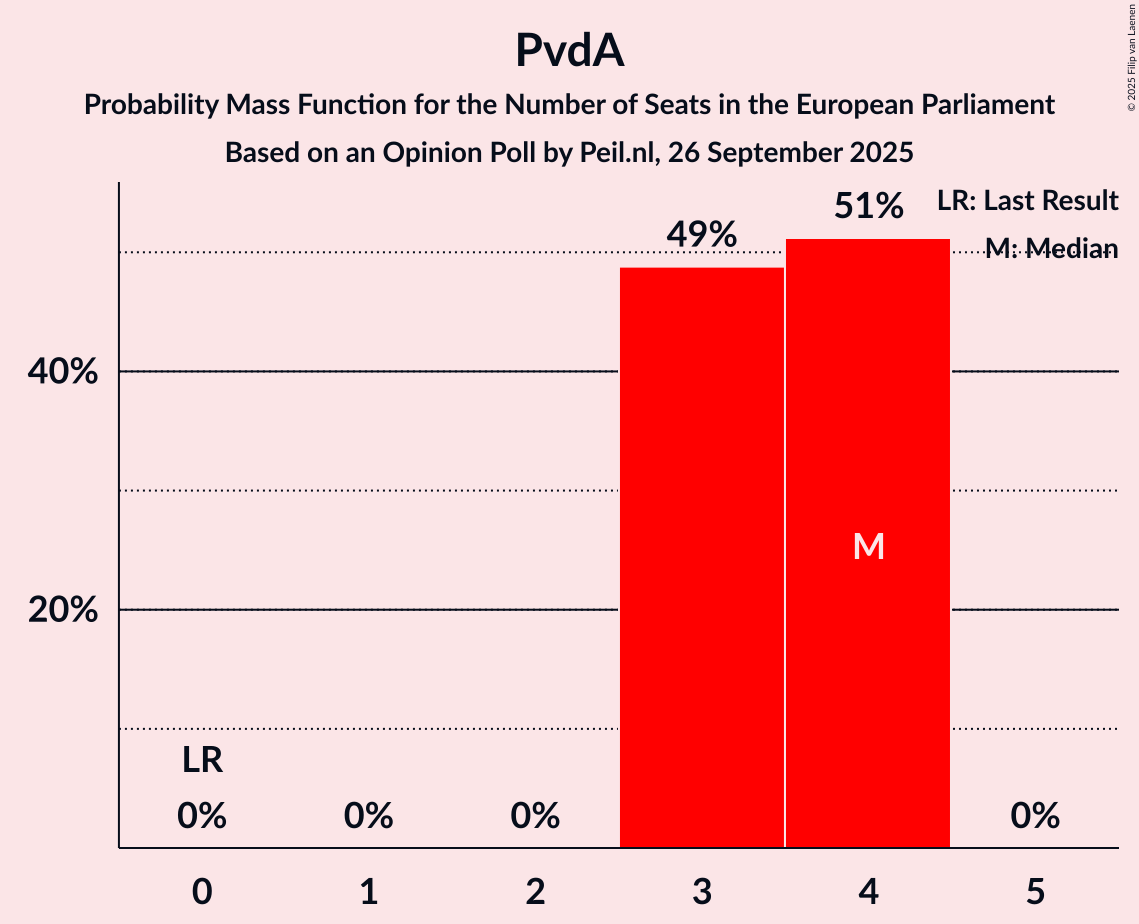 PvdA
Probability Mass Function for the Number of Seats in the European Parliament
Based on an Opinion Poll by Peil.nl, 26 September 2025
© 2025 Filip van Laenen
LR: Last Result
M: Median
51%
49%
40%
20%
M
LR
0%
0%
0%
0%
0
1
2
3
4
5